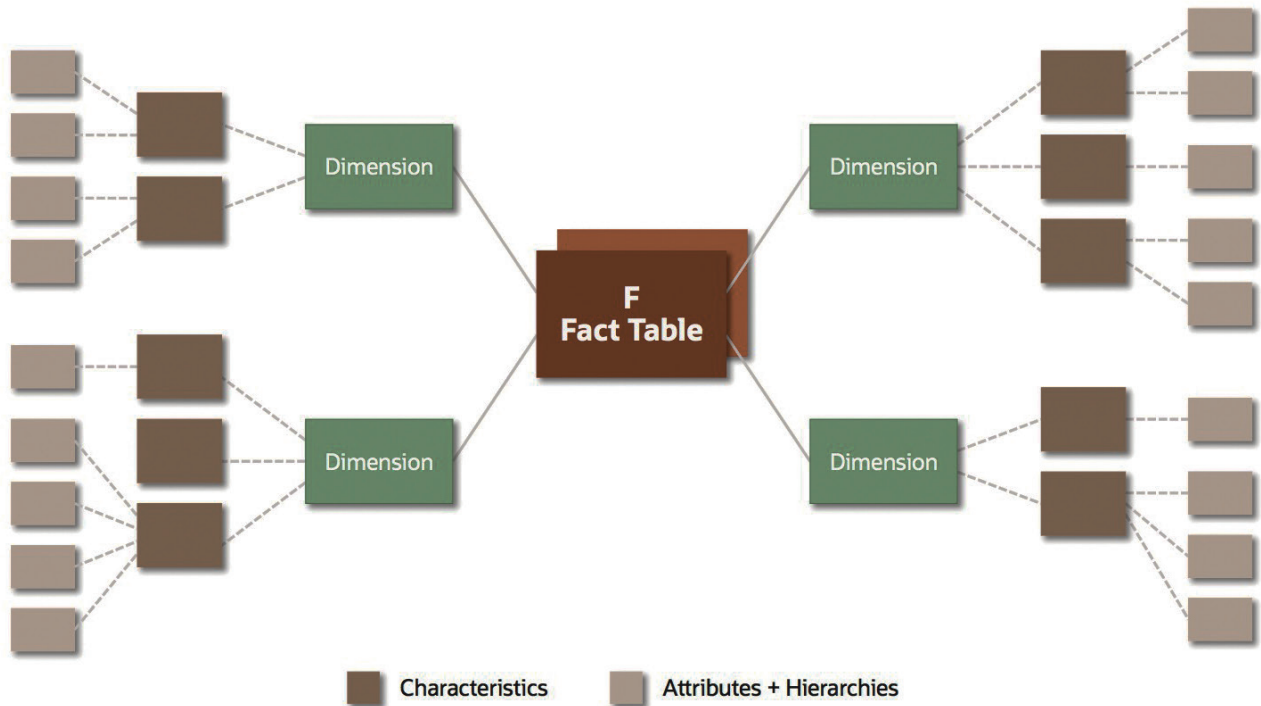 Dimension
Dimension
F
Fact Table
Dimension
Dimension
Characteristics
Attributes + Hierarchies